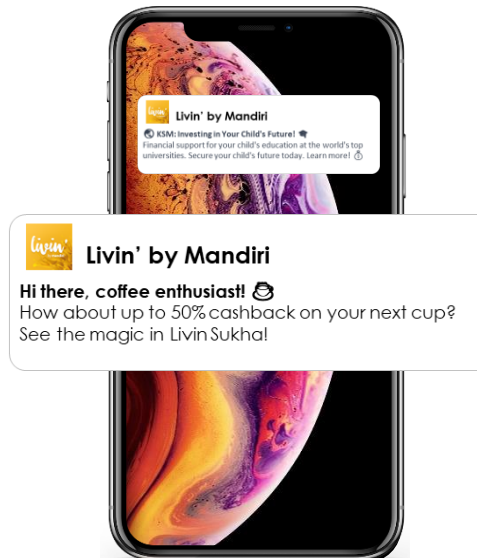 livin'
Livin' by Mandiri
KSM: Investing in Your Child's Future!
Financial support for your child's education at the world's top
universities. Secure your child's future today. Learn more!
livin'
Livin' by Mandiri
Hi there, coffee enthusiast!
How about up to 50% cashback on your next cup?
See the magic in Livin Sukha!